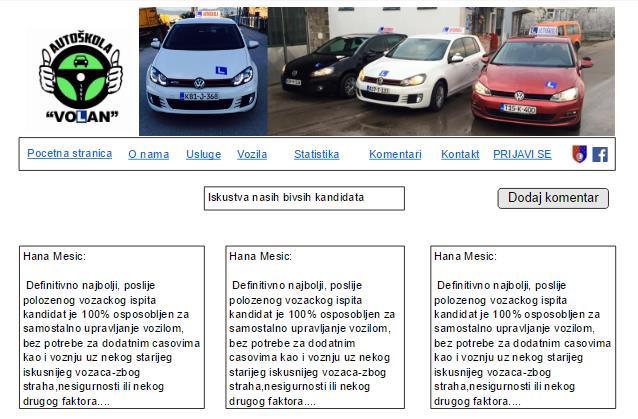 AUTOŠKOLA
"VOLAN"
L AUTOŠKOLA
L
K81-J-368
L
L
T15-K-400
Pocetna stranica O nama Usluge Vozila Statistika Komentari Kontakt PRIJAVI SE
Iskustva nasih bivsih kandidata
Dodaj komentar
Hana Mesic:
Definitivno najbolji, poslije
polozenog vozackog ispita
kandidat je 100% osposobljen za
samostalno upravljanje vozilom,
bez potrebe za dodatnim casovima
kao i voznju uz nekog starijeg
iskusnijeg vozaca-zbog
straha,nesigurnosti ili nekog
drugog faktora....
Hana Mesic:
Definitivno najbolji, poslije
polozenog vozackog ispita
kandidat je 100% osposobljen za
samostalno upravljanje vozilom,
bez potrebe za dodatnim
casovima kao i voznju uz nekog
starijeg iskusnijeg vozaca-zbog
straha,nesigurnosti ili nekog
drugog faktora....
Hana Mesic:
Definitivno najbolji, poslije
polozenog vozackog ispita
kandidat je 100% osposobljen za
samostalno upravljanje vozilom,
bez potrebe za dodatnim casovima
kao i voznju uz nekog starijeg
iskusnijeg vozaca-zbog
straha,nesigurnosti ili nekog
drugog faktora....